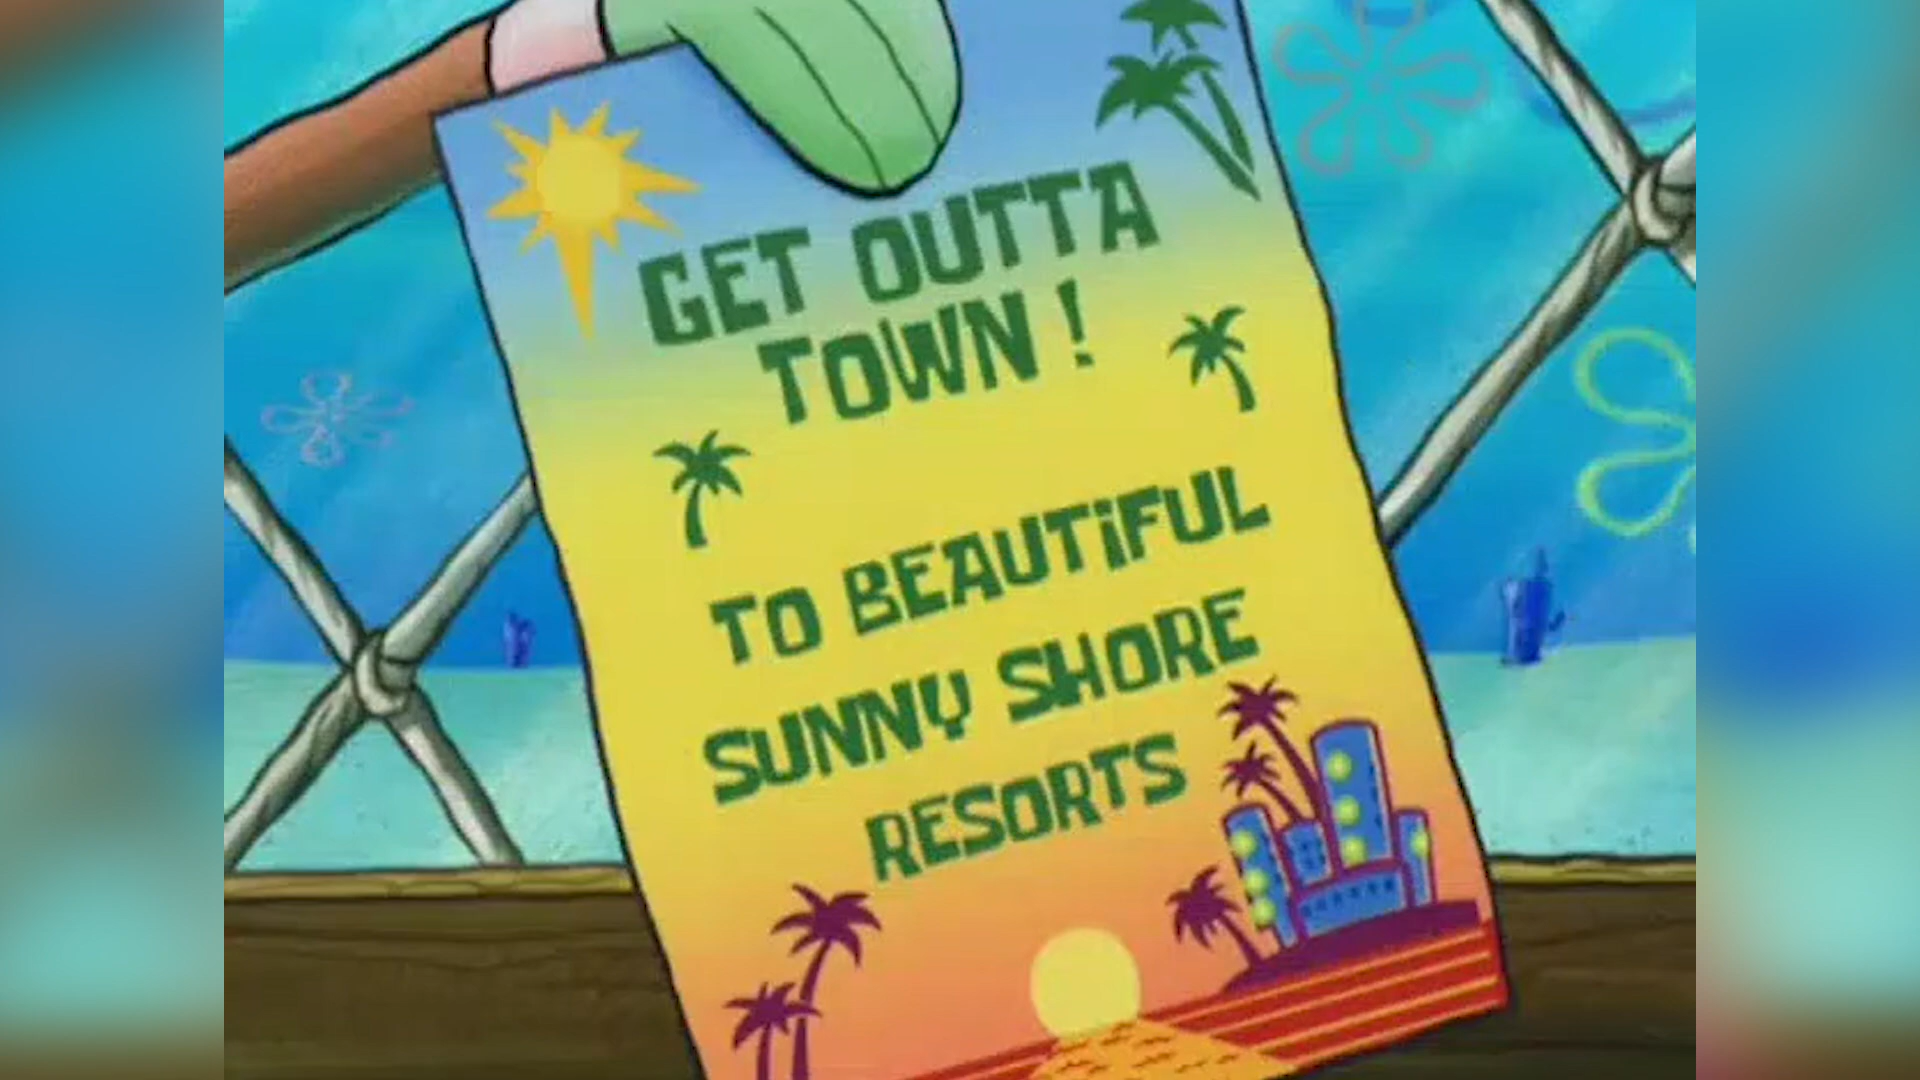 GET OUTTA
TOWN!
TO BEAUTiFUL
SUNNY SHORE
RESORTS